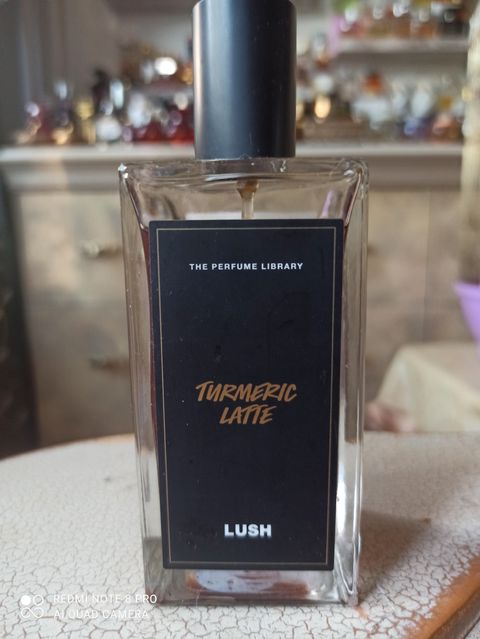 THE PERFUME LIBRARY
TURMERIC
LATTE
LUSH
REDMI NOTE 8 PRO
AI QUAD CAMERA